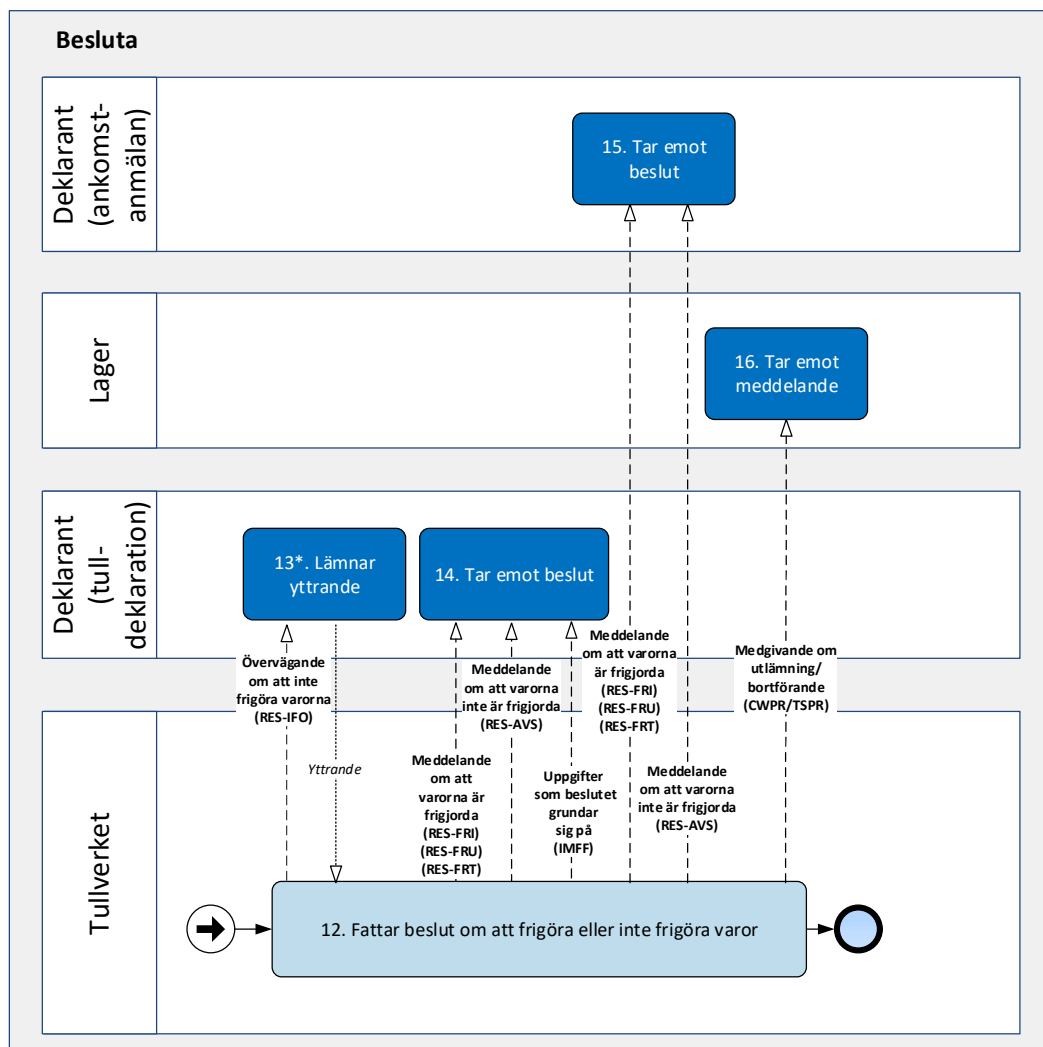 Besluta
Deklarant
(ankomst-
anmälan)
15. Tar emot
beslut
Lager
16. Tar emot
meddelande
Deklarant
(tull-
deklaration)
13*. Lämnar
yttrande
14. Tar emot beslut
Övervägande
om att inte
frigöra varorna
(RES-IFO)
Yttrande
Meddelande
om att
varorna är
frigjorda
(RES-FRI)
(RES-FRU)
(RES-FRT)
Meddelande
om att varorna
inte är frigjorda
(RES-AVS)
Uppgifter
som beslutet
grundar
sig på
(IMFF)
Meddelande
om att varorna
är frigjorda
(RES-FRI)
(RES-FRU)
(RES-FRT)
Meddelande
om att varorna
inte är frigjorda
(RES-AVS)
Medgivande om
utlämning/
bortförande
(CWPR/TSPR)
Tullverket
12. Fattar beslut om att frigöra eller inte frigöra varor